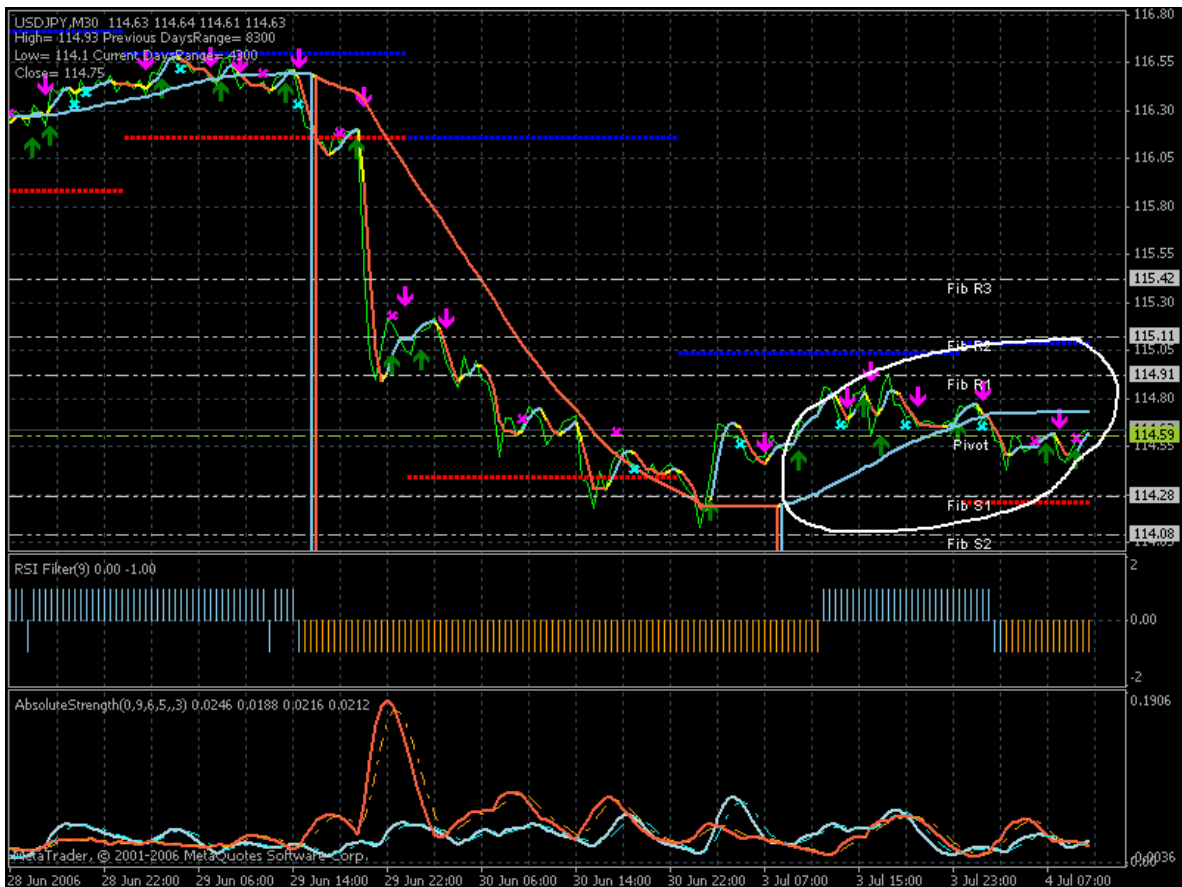 USDJPY,M30 114.63 114.64 114.61 114.63
High= 114.93 Previous DaysRange= 8300
Low= 114.1 Current DaysRange= 4300
Close= 114.75
116.80
116.55
116.30
116.05
115.80
115.55
115.42
Fib R3
115.30
115.11
Fib R2
115.05
114.91
Fib R1
114.80
114.59
Pivot
114.55
114.28
Fib S1
114.08
Fib S2
RSI Filter(9) 0.00 -1.00
2
0.00
-2
AbsoluteStrength(0,9,6,5,,3) 0.0246 0.0188 0.0216 0.0212
0.1906
MetaTrader, © 2001-2006 MetaQuotes Software Corp.
28 Jun 2006 28 Jun 22:00 29 Jun 06:00 29 Jun 14:00 29 Jun 22:00 30 Jun 06:00 30 Jun 14:00 30 Jun 22:00 3 Jul 07:00 3 Jul 15:00 3 Jul 23:00 4 Jul 07:00